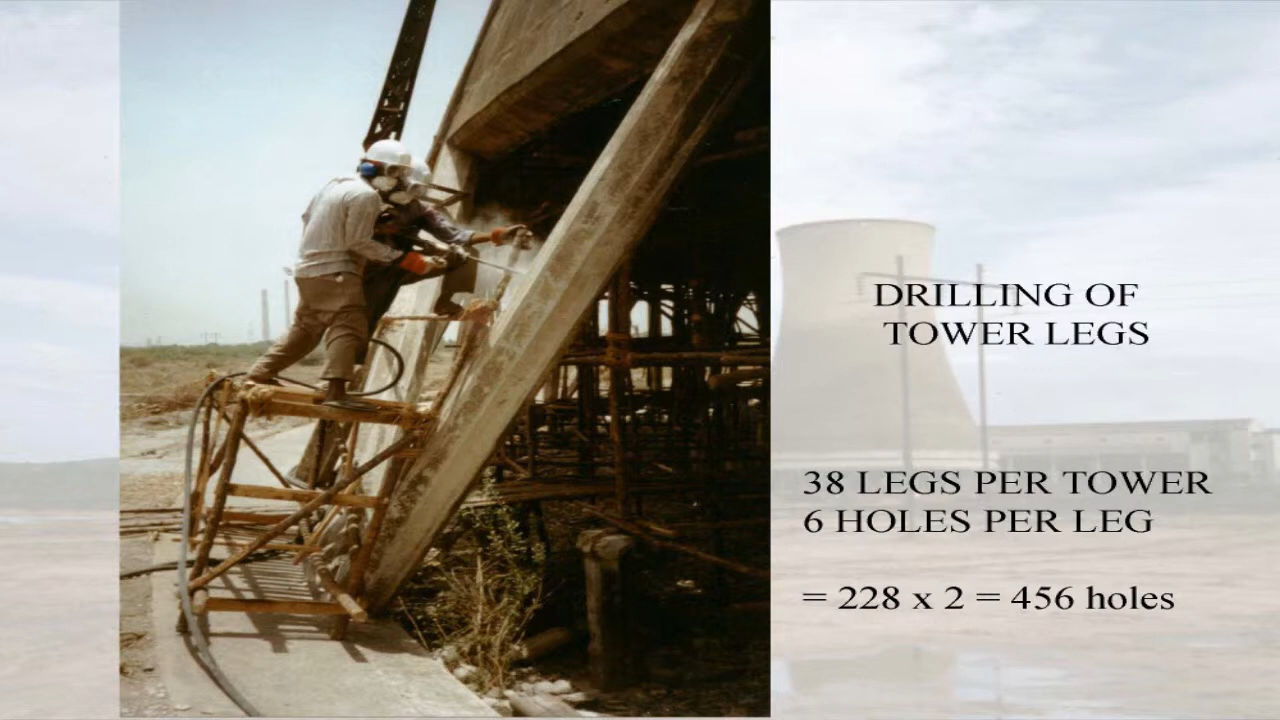 DRILLING OF
TOWER LEGS
38 LEGS PER TOWER
6 HOLES PER LEG
= 228 x 2 = 456 holes